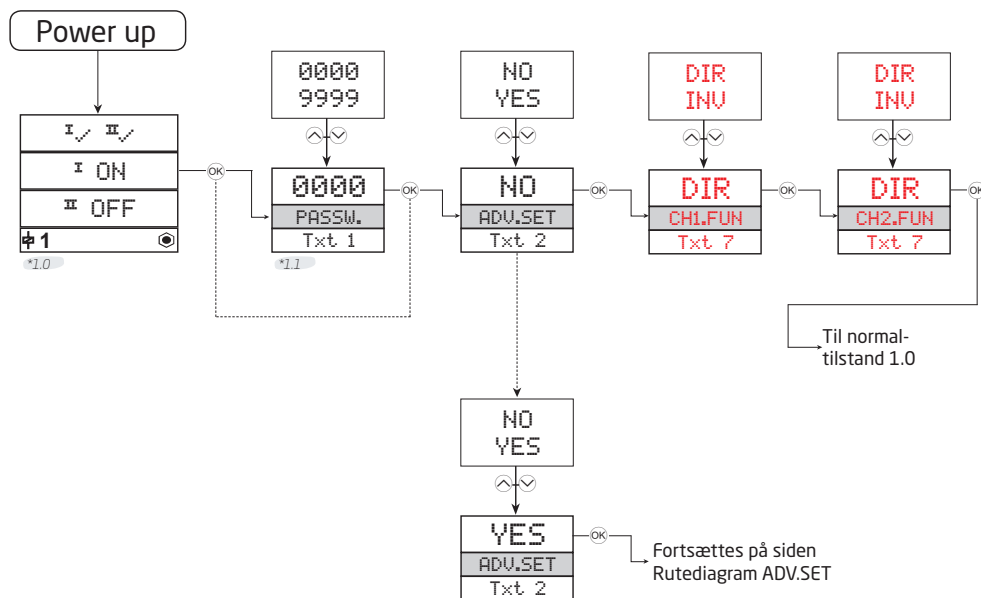 Power up
I✓ II✓
I ON
II OFF
1
*1.0
OK
0000
9999
0000
PASSW.
Txt 1
*1.1
OK
NO
YES
NO
ADV.SET
Txt 2
OK
DIR
INV
DIR
CH1.FUN
Txt 7
OK
DIR
INV
DIR
CH2.FUN
Txt 7
OK
Til normal-
tilstand 1.0
NO
YES
YES
ADV.SET
Txt 2
OK
Fortsættes på siden
Rutediagram ADV.SET